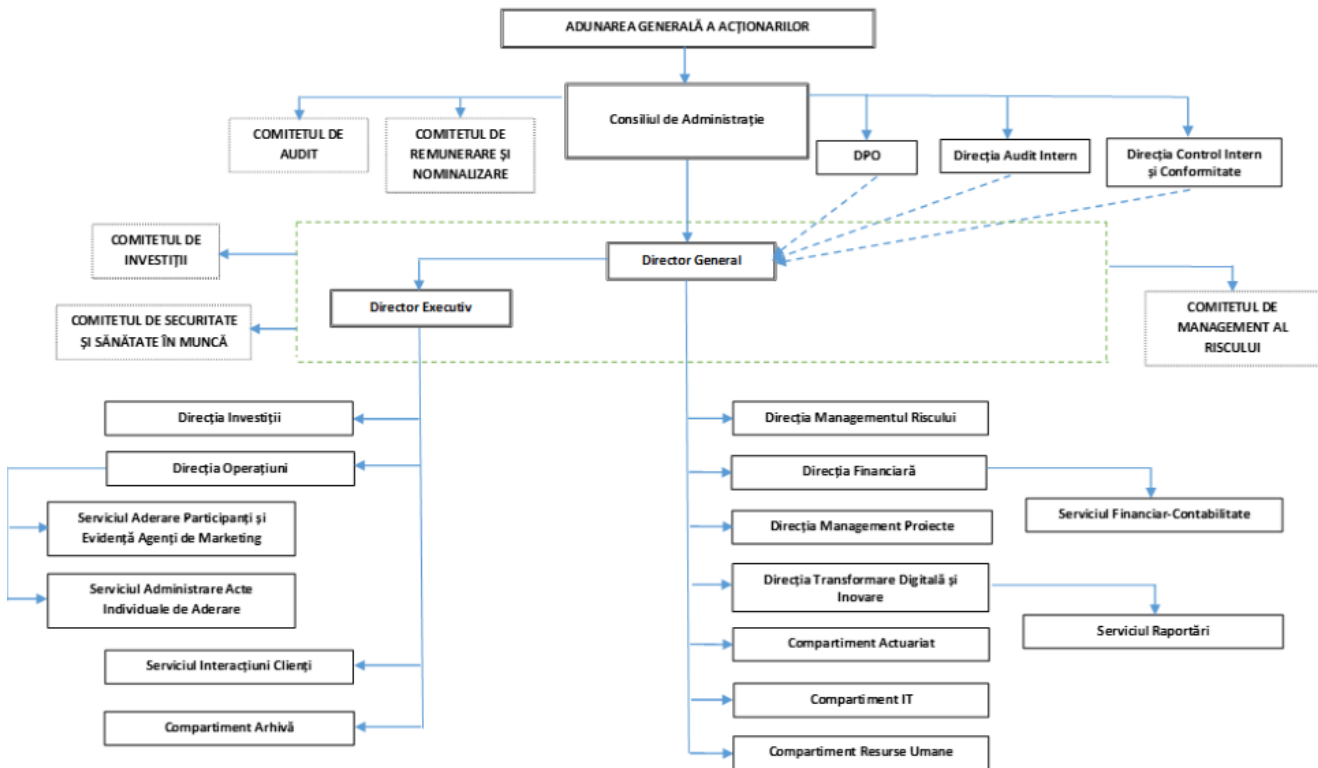 ADUNAREA GENERALĂ A ACȚIONARILOR
Consiliul de Administrație
COMITETUL DE
AUDIT
COMITETUL DE
REMUNERARE ȘI
NOMINALIZARE
DPO
Direcția Audit Intern
Direcția Control Intern
și Conformitate
COMITETUL DE
INVESTIȚII
Director General
Director Executiv
COMITETUL DE SECURITATE
ȘI SĂNĂTATE ÎN MUNCĂ
COMITETUL DE
MANAGEMENT AL
RISCULUI
Direcția Investiții
Direcția Operațiuni
Serviciul Aderare Participanți și
Evidență Agenți de Marketing
Serviciul Administrare Acte
Individuale de Aderare
Serviciul Interacțiuni Clienți
Compartiment Arhivă
Direcția Managementul Riscului
Direcția Financiară
Serviciul Financiar-Contabilitate
Direcția Management Proiecte
Direcția Transformare Digitală și
Inovare
Serviciul Raportări
Compartiment Actuariat
Compartiment IT
Compartiment Resurse Umane